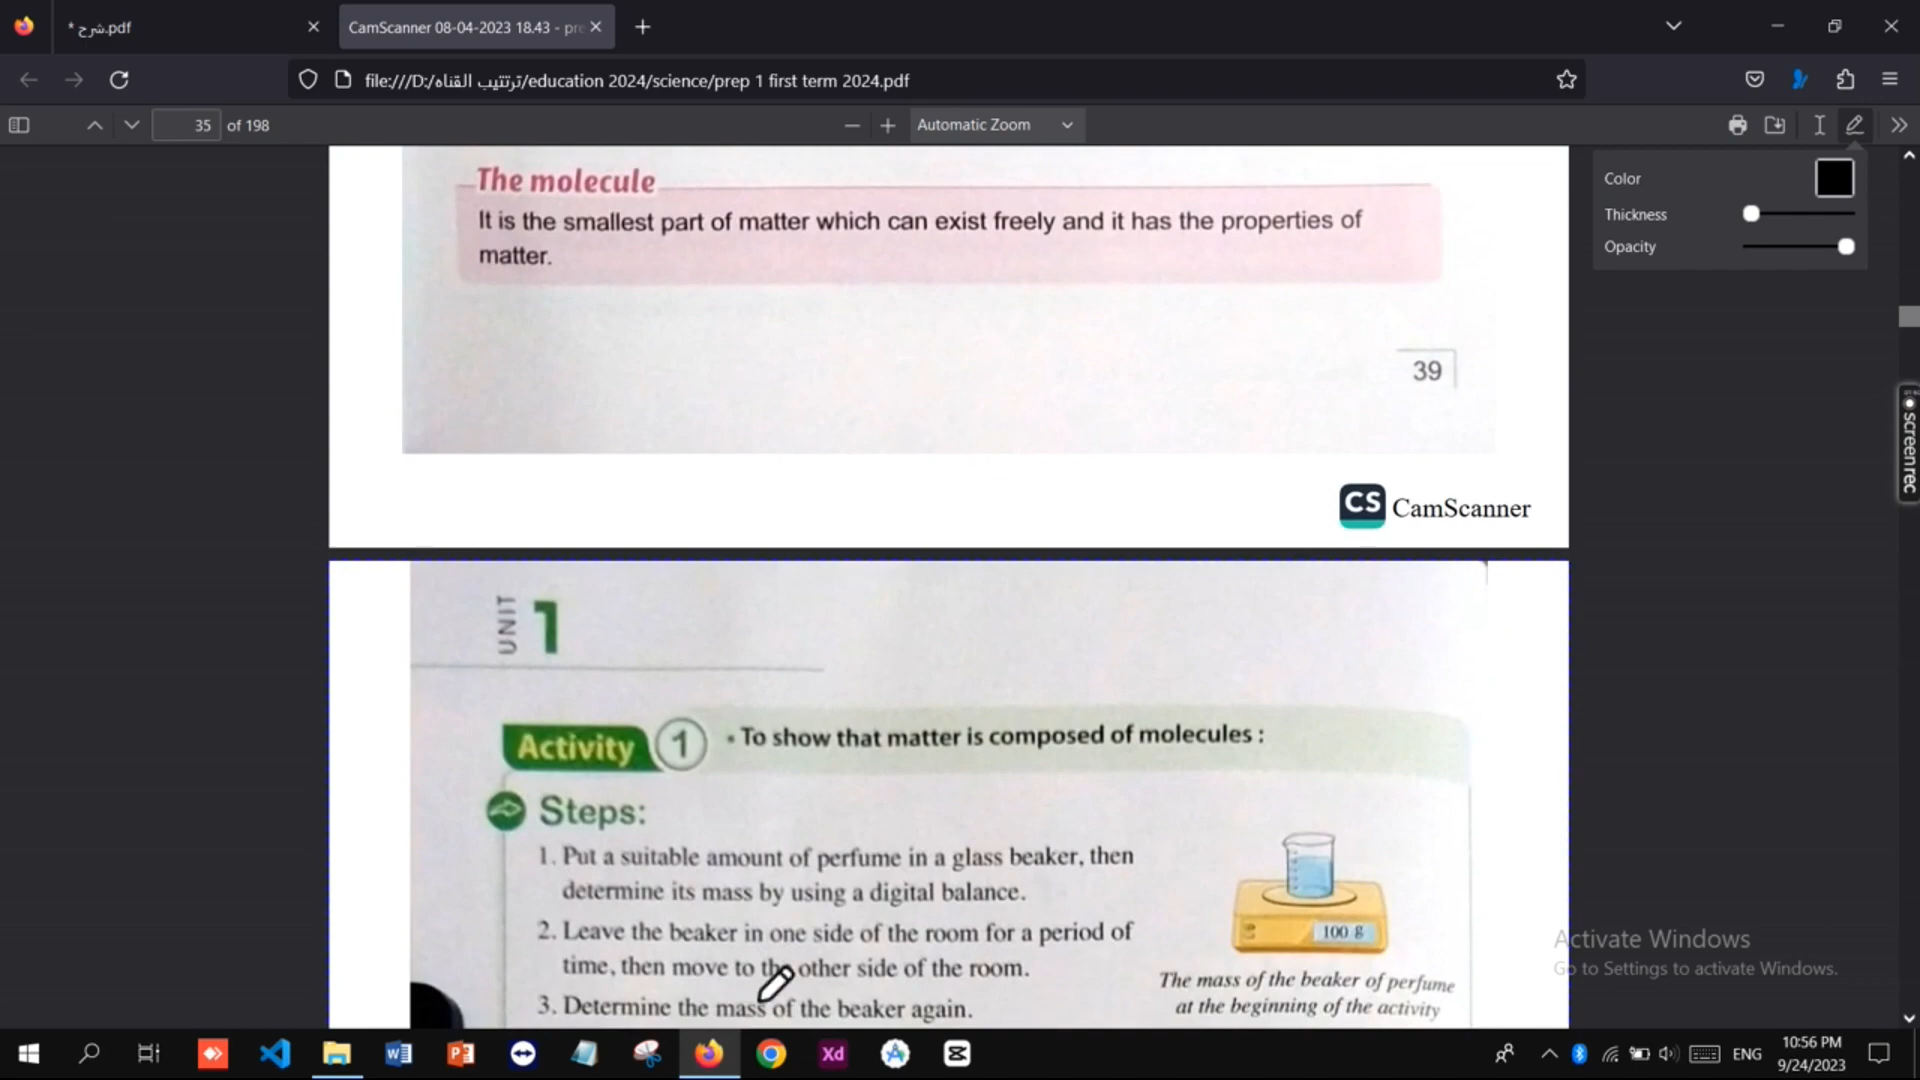 * شرح.pdf
CamScanner 08-04-2023 18.43 - pre
file:///D:/ترتتيب القناه/education 2024/science/prep 1 first term 2024.pdf
35 of 198
Automatic Zoom
Color
Thickness
Opacity
The molecule
It is the smallest part of matter which can exist freely and it has the properties of
matter.
39
CS CamScanner
UNIT 1
Activity 1 • To show that matter is composed of molecules :
Steps:
1. Put a suitable amount of perfume in a glass beaker, then
determine its mass by using a digital balance.
2. Leave the beaker in one side of the room for a period of
time, then move to the other side of the room.
3. Determine the mass of the beaker again.
100 g
The mass of the beaker of perfume
at the beginning of the activity
screenrec
Activate Windows
Go to Settings to activate Windows.
Xd
ENG
10:56 PM
9/24/2023